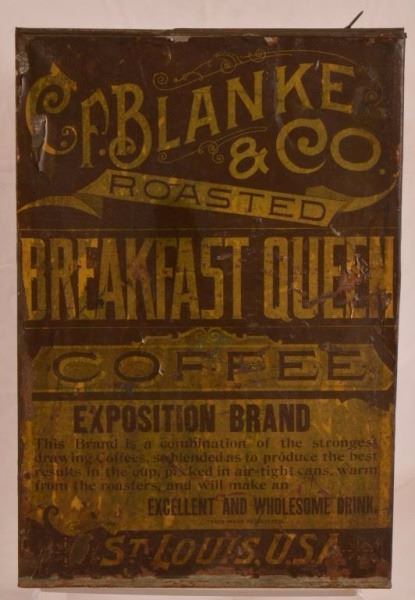 C.F. BLANKE
& CO.
ROASTED
BREAKFAST QUEEN
COFFEE
EXPOSITION BRAND
This Brand is a combination of the strongest
drawing Coffees, so blended as to produce the best
results in the cup, packed in air-tight cans, warm
from the roasters, and will make an
EXCELLENT AND WHOLESOME DRINK.
ST. LOUIS. U.S.A.